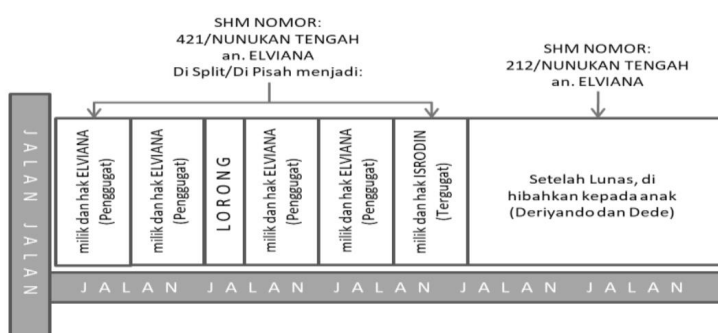 SHM NOMOR:
421/NUNUKAN TENGAH
an. ELVIANA
Di Split/Di Pisah menjadi:
SHM NOMOR:
212/NUNUKAN TENGAH
an. ELVIANA
JALAN JALAN
milik dan hak ELVIANA
(Penggugat)
milik dan hak ELVIANA
(Penggugat)
LORONG
milik dan hak ELVIANA
(Penggugat)
milik dan hak ELVIANA
(Penggugat)
milik dan hak ISRODIN
(Tergugat)
Setelah Lunas, di
hibahkan kepada anak
(Deriyando dan Dede)
JALAN JALAN JALAN JALAN JALAN